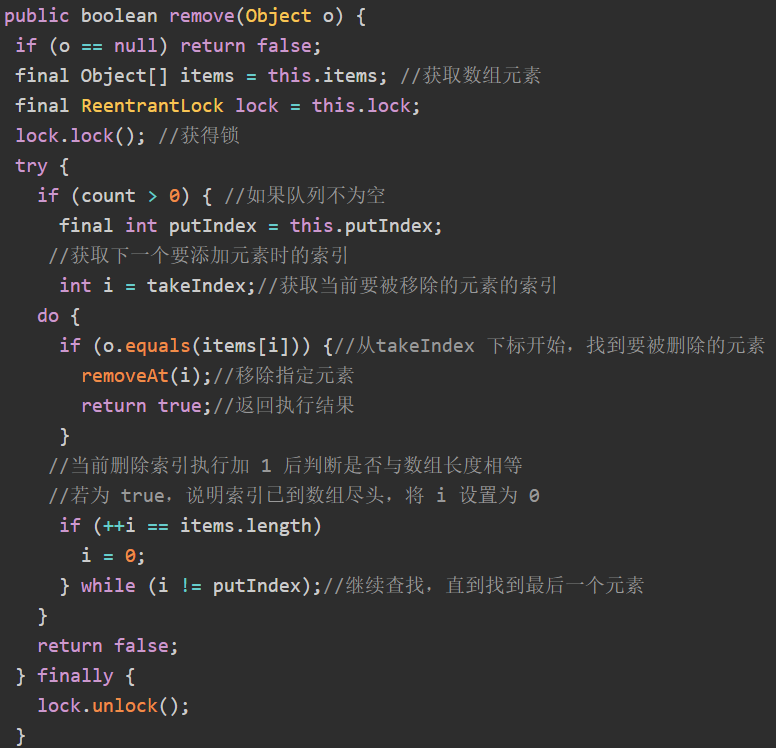 public boolean remove(Object o) {
if (o == null) return false;
final Object[] items = this.items; //获取数组元素
final ReentrantLock lock = this.lock;
lock.lock(); //获得锁
try {
if (count > 0) { //如果队列不为空
final int putIndex = this.putIndex;
//获取下一个要添加元素时的索引
int i = takeIndex;//获取当前要被移除的元素的索引
do {
if (o.equals(items[i])) {//从takeIndex 下标开始，找到要被删除的元素
removeAt(i);//移除指定元素
return true;//返回执行结果
}
//当前删除索引执行加 1 后判断是否与数组长度相等
//若为 true，说明索引已到数组尽头，将 i 设置为 0
if (++i == items.length)
i = 0;
} while (i != putIndex);//继续查找，直到找到最后一个元素
}
return false;
} finally {
lock.unlock();
}